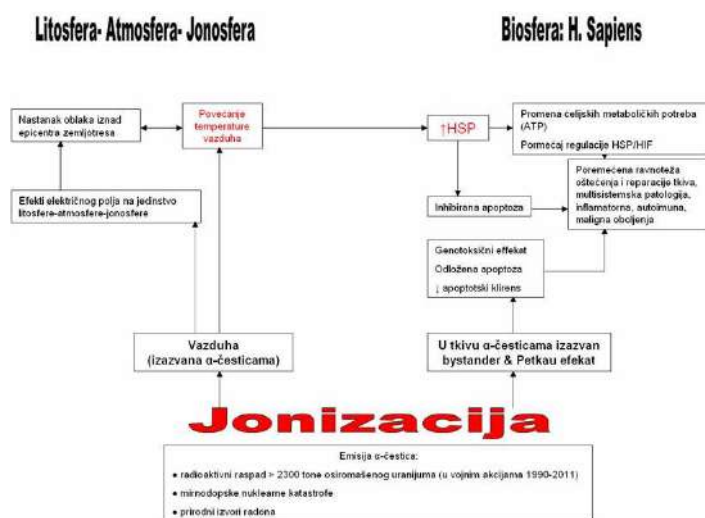 Litosfera- Atmosfera- Jonosfera
Biosfera: H. Sapiens
Nastanak oblaka iznad
epicentra zemljotresa
Povećanje
temperature
vazduha
↑HSP
Promena celijskih metaboličkih potreba
(ATP)
Pormećaj regulacije HSP/HIF
Efekti električnog polja na jedinstvo
litosfere-atmosfere-jonosfere
Inhibirana apoptoza
Poremećena ravnoteža
oštećenja i reparacije tkiva,
multisistemska patologija,
inflamatorna, autoimuna,
maligna oboljenja
Genotoksični effekat
Odložena apoptoza
↓ apoptotski klirens
Vazduha
(izazvana α-česticama)
U tkivu α-česticama izazvan
bystander & Petkau efekat
Jonizacija
Emisija α-čestica:
● radioaktivni raspad > 2300 tone osiromašenog uranijuma (u vojnim akcijama 1990-2011)
● mirnodopske nuklearne katastrofe
● prirodni izvori radona